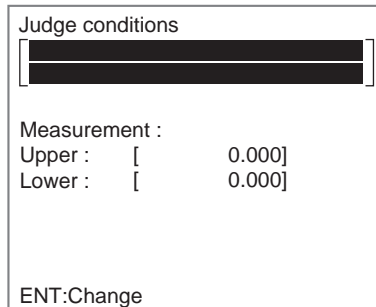 Judge conditions
[ ]
Measurement :
Upper : [ 0.000]
Lower : [ 0.000]
ENT:Change